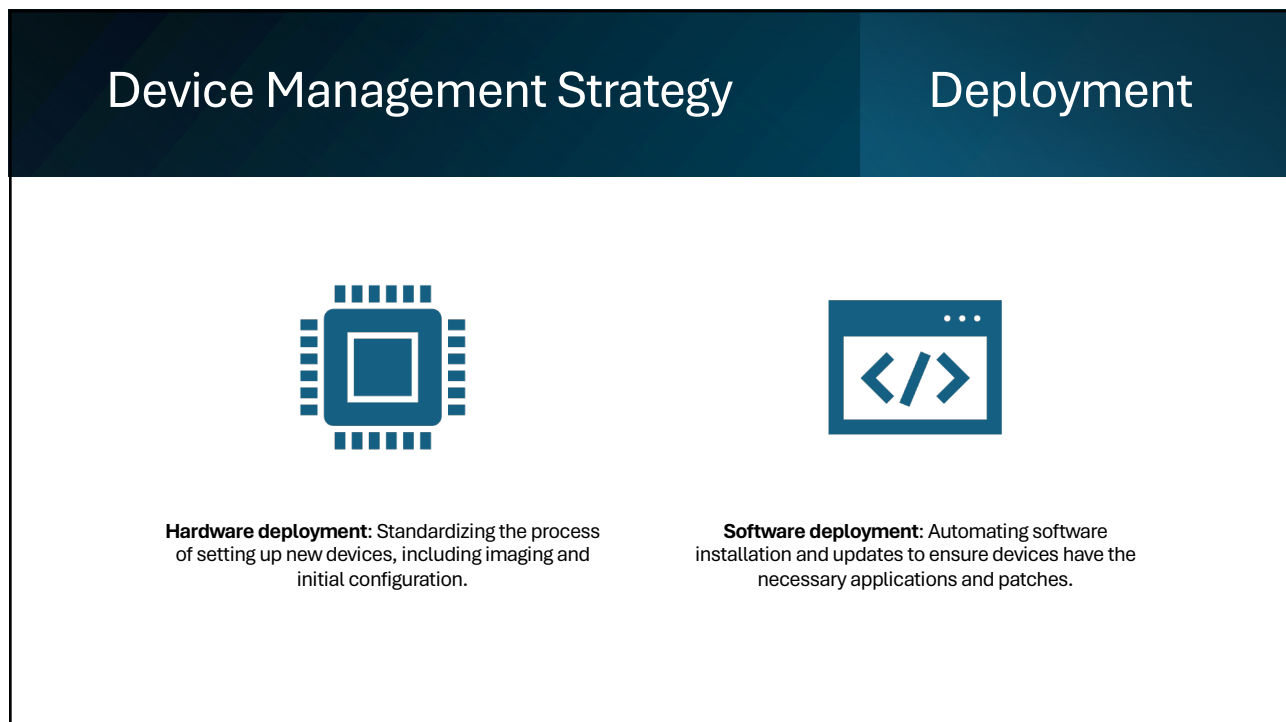 Device Management Strategy
Deployment
</>
Hardware deployment: Standardizing the process
of setting up new devices, including imaging and
initial configuration.
Software deployment: Automating software
installation and updates to ensure devices have the
necessary applications and patches.